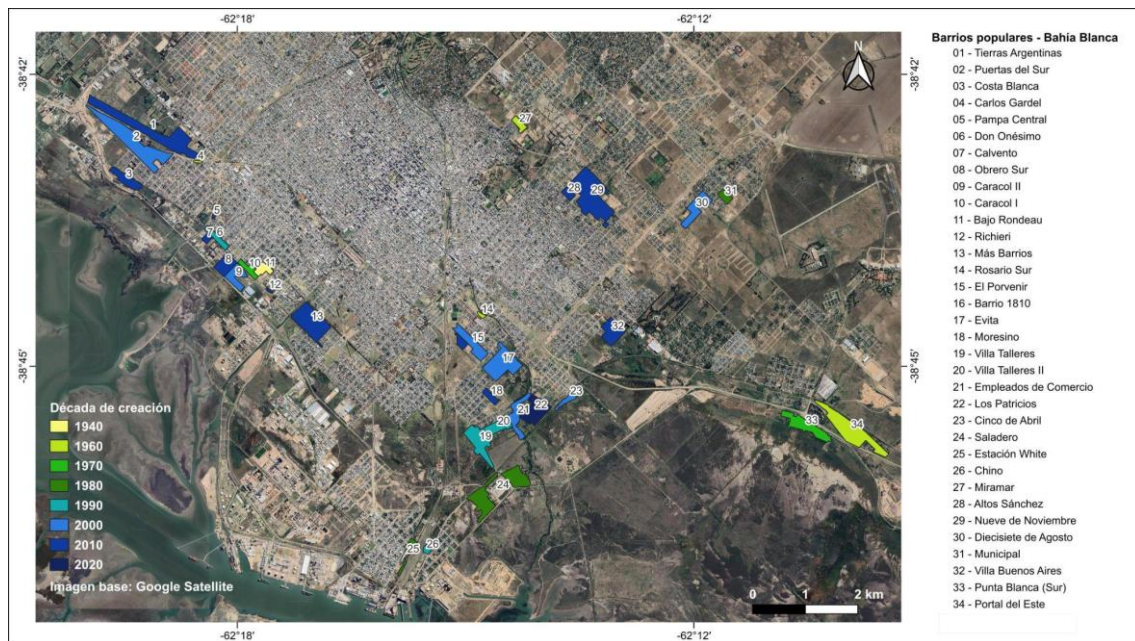 -62°18'
-62°12'
-38°42'
-38°42'
N
1
2
3
4
5
7 6
8
9
10
11
12
13
14
15
17
18
19
20
21
22
23
24
25
26
27
28
29
30
31
32
33
34
-38°45'
-38°45'
Década de creación
1940
1960
1970
1980
1990
2000
2010
2020
Imagen base: Google Satellite
0 1 2 km
-62°18'
-62°12'
Barrios populares - Bahía Blanca
01 - Tierras Argentinas
02 - Puertas del Sur
03 - Costa Blanca
04 - Carlos Gardel
05 - Pampa Central
06 - Don Onésimo
07 - Calvento
08 - Obrero Sur
09 - Caracol II
10 - Caracol I
11 - Bajo Rondeau
12 - Richieri
13 - Más Barrios
14 - Rosario Sur
15 - El Porvenir
16 - Barrio 1810
17 - Evita
18 - Moresino
19 - Villa Talleres
20 - Villa Talleres II
21 - Empleados de Comercio
22 - Los Patricios
23 - Cinco de Abril
24 - Saladero
25 - Estación White
26 - Chino
27 - Miramar
28 - Altos Sánchez
29 - Nueve de Noviembre
30 - Diecisiete de Agosto
31 - Municipal
32 - Villa Buenos Aires
33 - Punta Blanca (Sur)
34 - Portal del Este